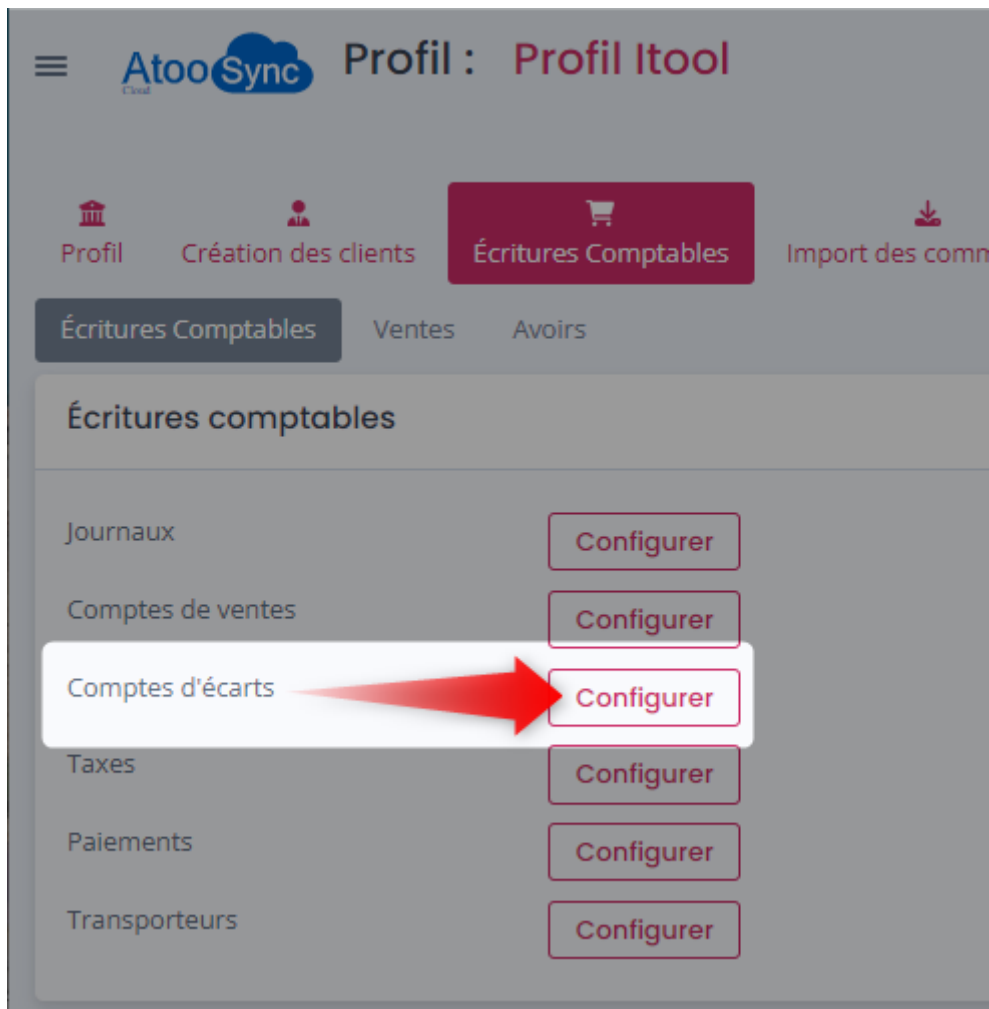 AtooSync
Cloud
Profil : Profil Itool
Profil
Création des clients
Écritures Comptables
Import des comm
Écritures Comptables
Ventes
Avoirs
Écritures comptables
Journaux
Configurer
Comptes de ventes
Configurer
Comptes d'écarts
Configurer
Taxes
Configurer
Paiements
Configurer
Transporteurs
Configurer